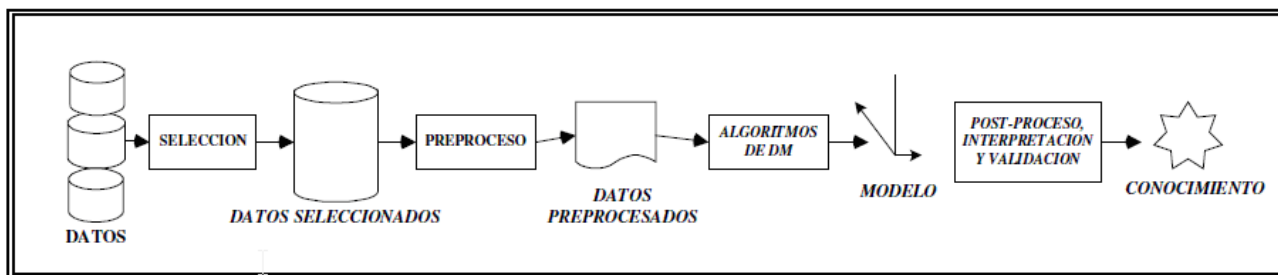 DATOS
SELECCION
DATOS SELECCIONADOS
PREPROCESO
DATOS
PREPROCESADOS
ALGORITMOS
DE DM
MODELO
POST-PROCESO,
INTERPRETACION
Y VALIDACION
CONOCIMIENTO